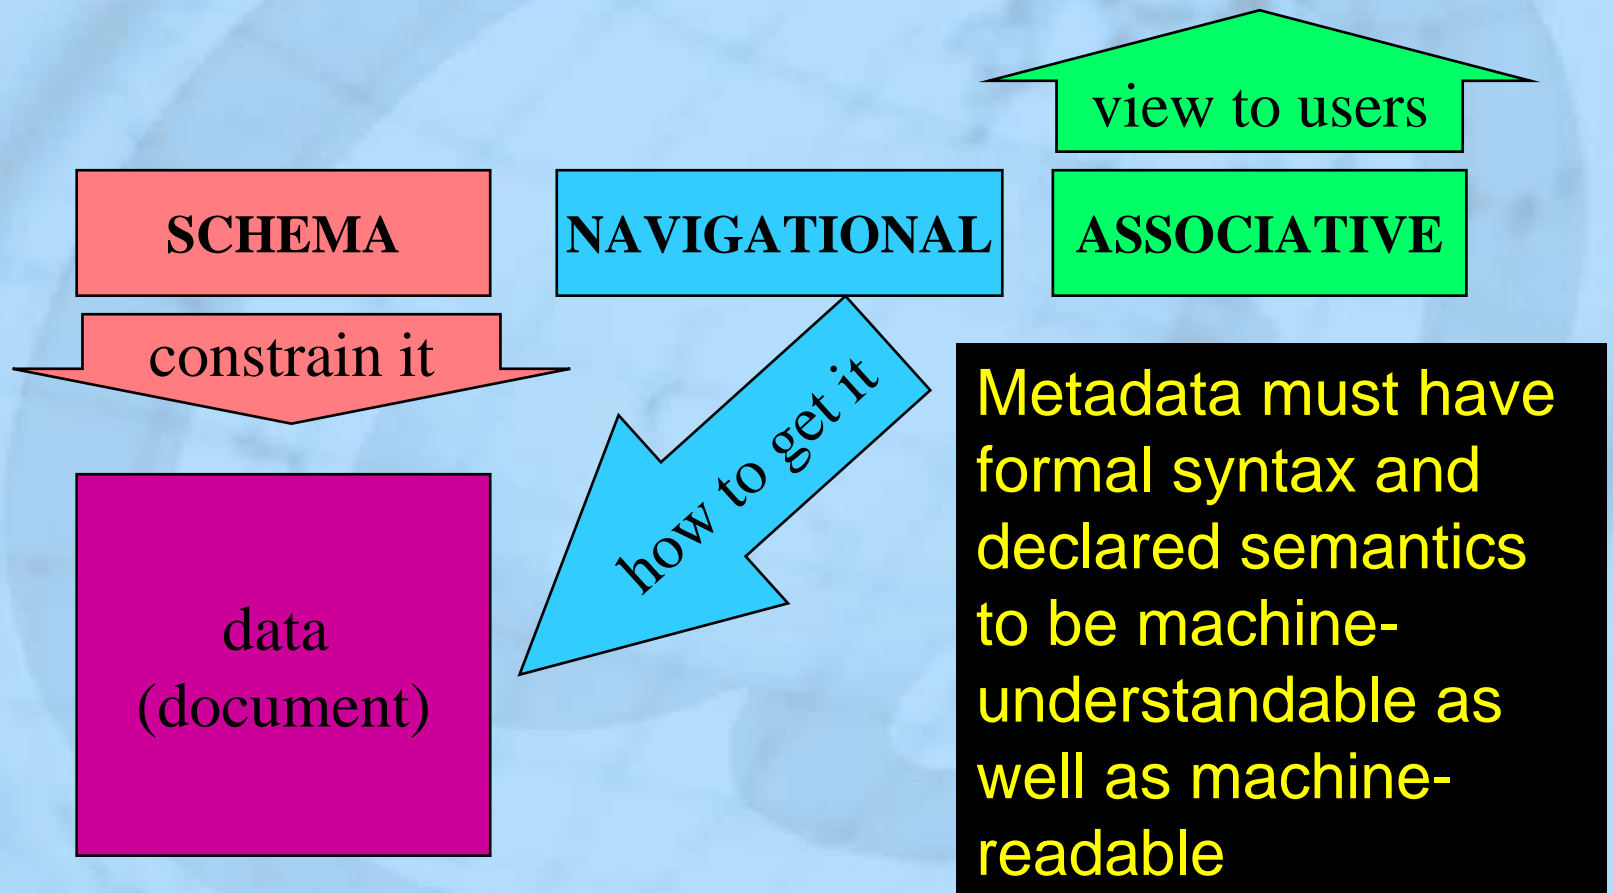 view to users
SCHEMA
NAVIGATIONAL
ASSOCIATIVE
constrain it
how to get it
data
(document)
Metadata must have
formal syntax and
declared semantics
to be machine-
understandable as
well as machine-
readable